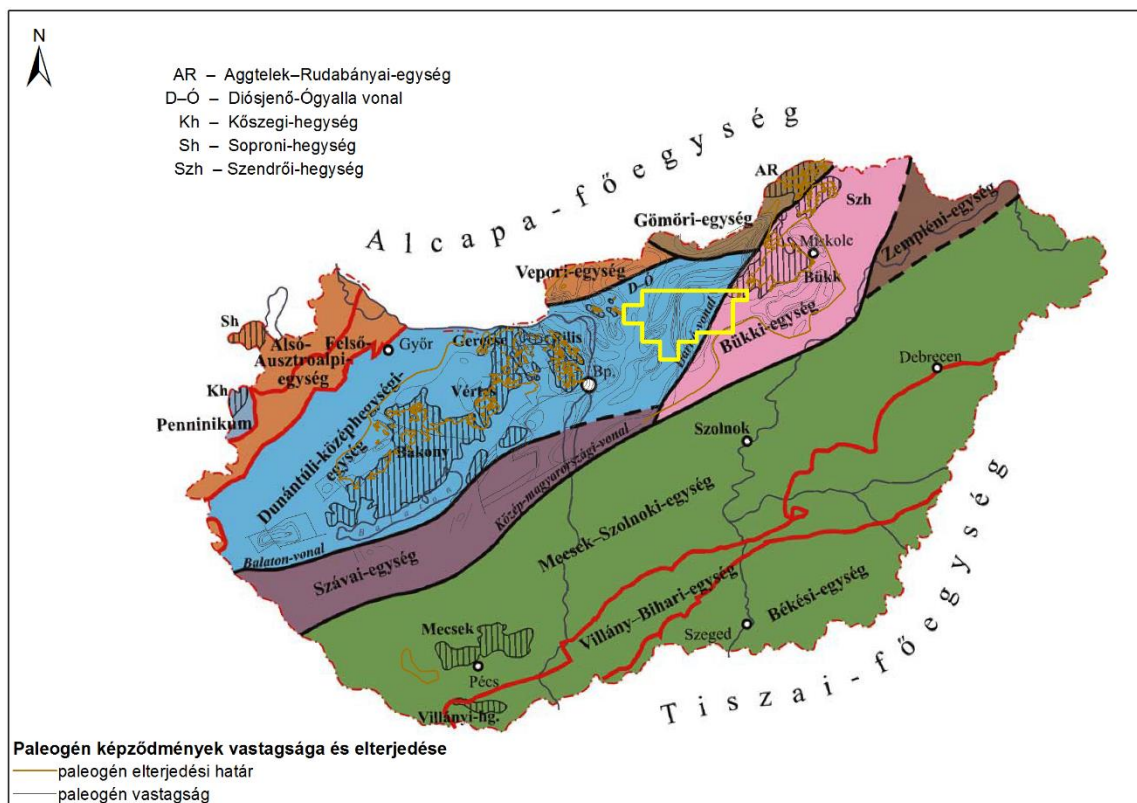 N
AR – Aggtelek–Rudabányai-egység
D–Ó – Diósjenő-Ógyalla vonal
Kh – Kőszegi-hegység
Sh – Soproni-hegység
Szh – Szendrői-hegység
Alcapa-főegység
AR
Szh
Gömöri-egység
Zempléni-egység
Miskolc
Bükk
Vepori-egység
D-Ó
Bükki-egység
Sh
Alsó-
Felső-
Ausztroalpi-
egység
Győr
Gerecse
Pilis
Bp.
Debrecen
Kh
Penninikum
Vértes
Bakony
Dunántúli-középhegységi-
egység
Szolnok
Közép-magyarországi-vonal
Balaton-vonal
Szávai-egység
Mecsek–Szolnoki-egység
Villány–Bihari-egység
Békési-egység
Mecsek
Pécs
Szeged
Villányi-hg.
Tiszai-főegység
Paleogén képződmények vastagsága és elterjedése
paleogén elterjedési határ
paleogén vastagság